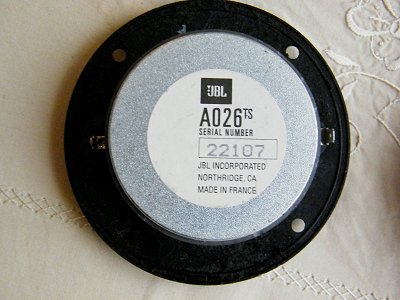 JBL
A026TS
SERIAL NUMBER
22107
JBL INCORPORATED
NORTHRIDGE, CA
MADE IN FRANCE